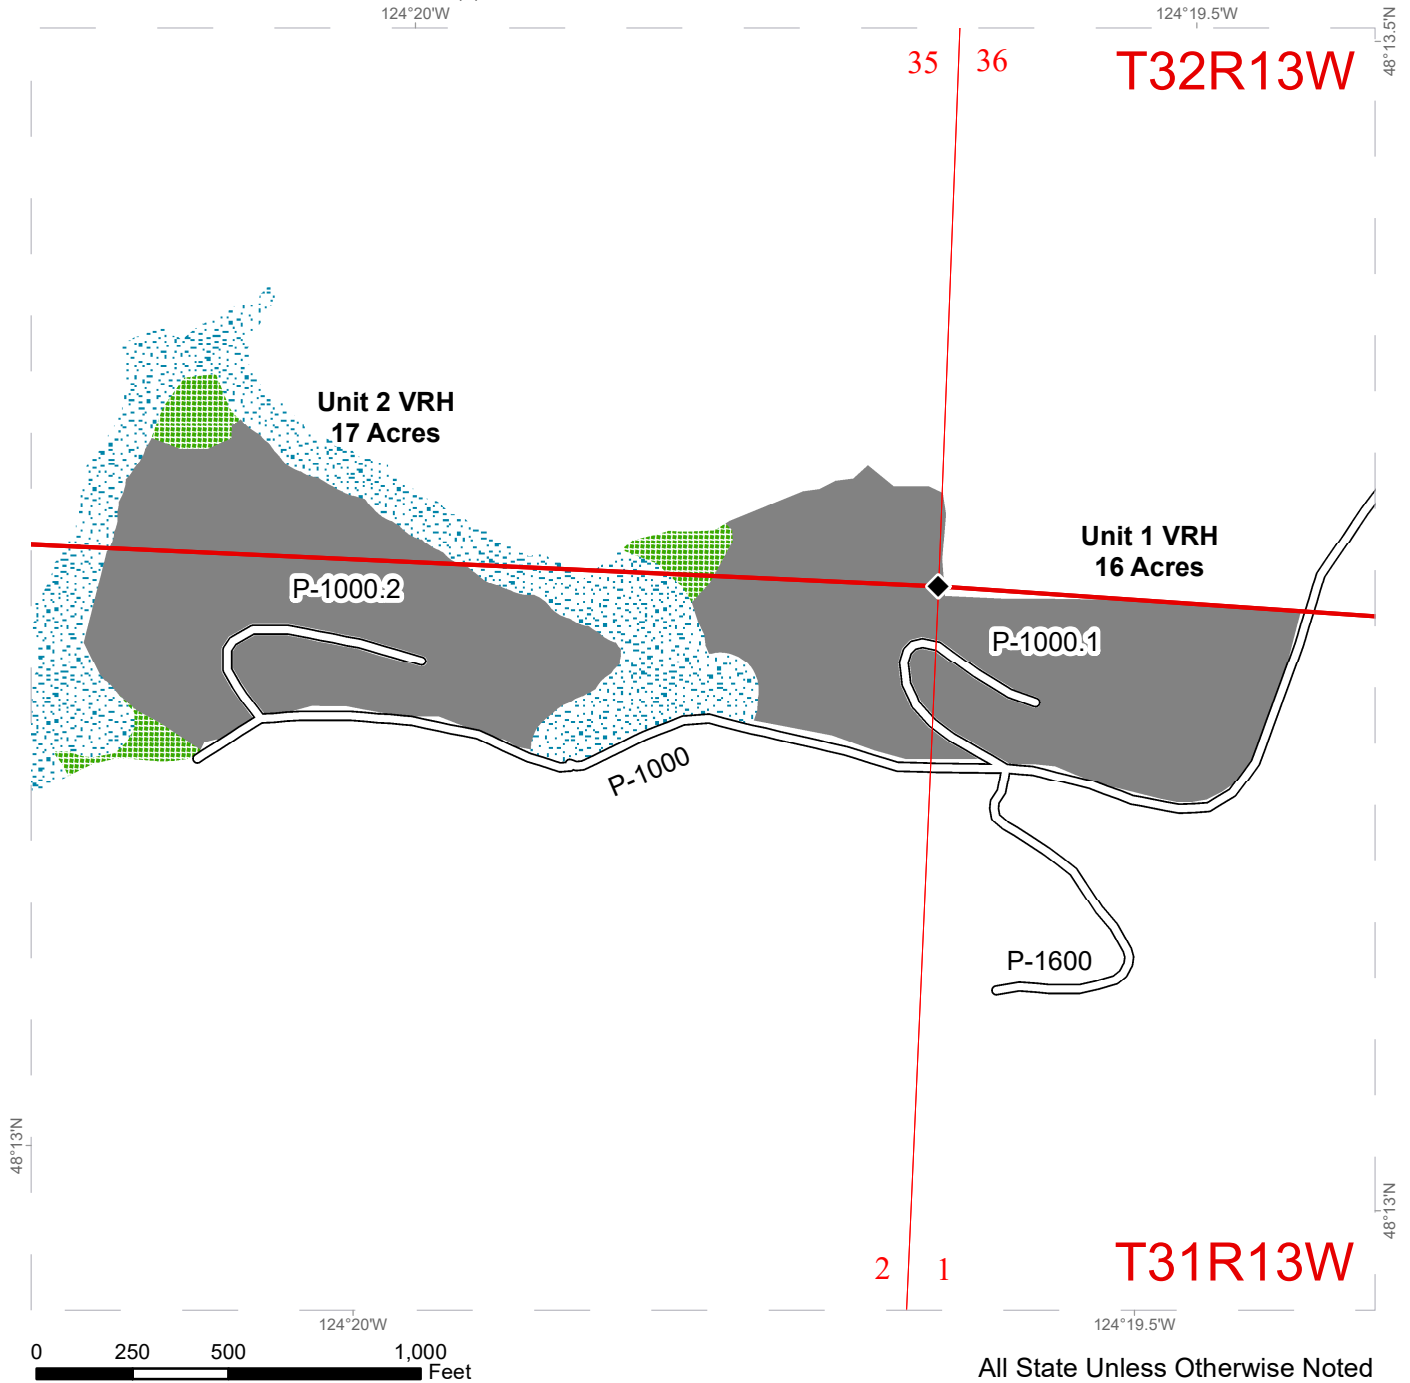 124°20'W
124°19.5'W
48°13.5'N
35
36
T32R13W
Unit 2 VRH
17 Acres
Unit 1 VRH
16 Acres
P-1000.2
P-1000.1
P-1000
P-1600
48°13'N
48°13'N
2
1
T31R13W
124°20'W
124°19.5'W
0 250 500 1,000
Feet
All State Unless Otherwise Noted